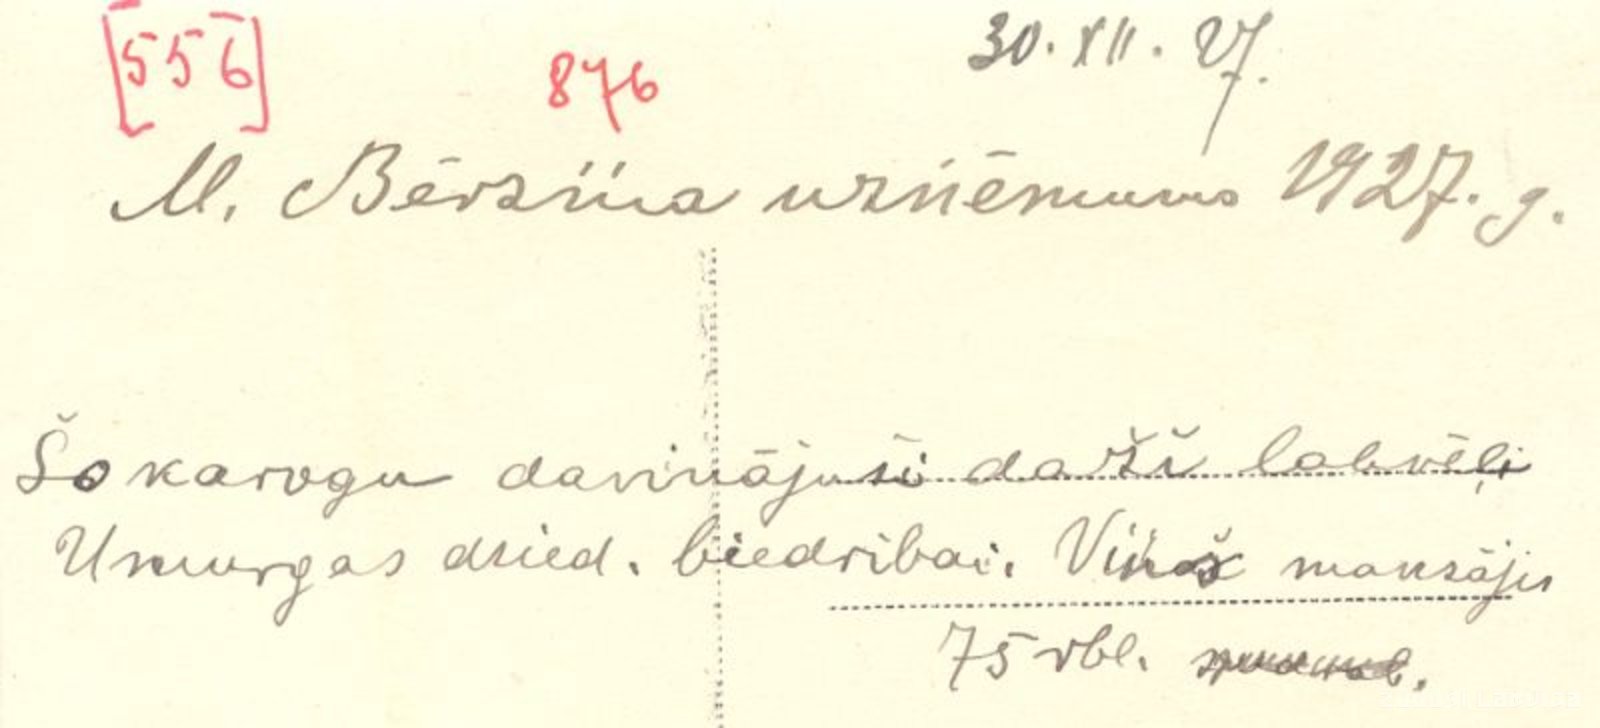 [556] 876 30. XII. 27.
M. Bērziņa uzņēmums 1927. g.
Šo karogu davinājuši daži labvēļi
Umurgas dzied. biedrībai. Viņš maksājis
75 rbl.